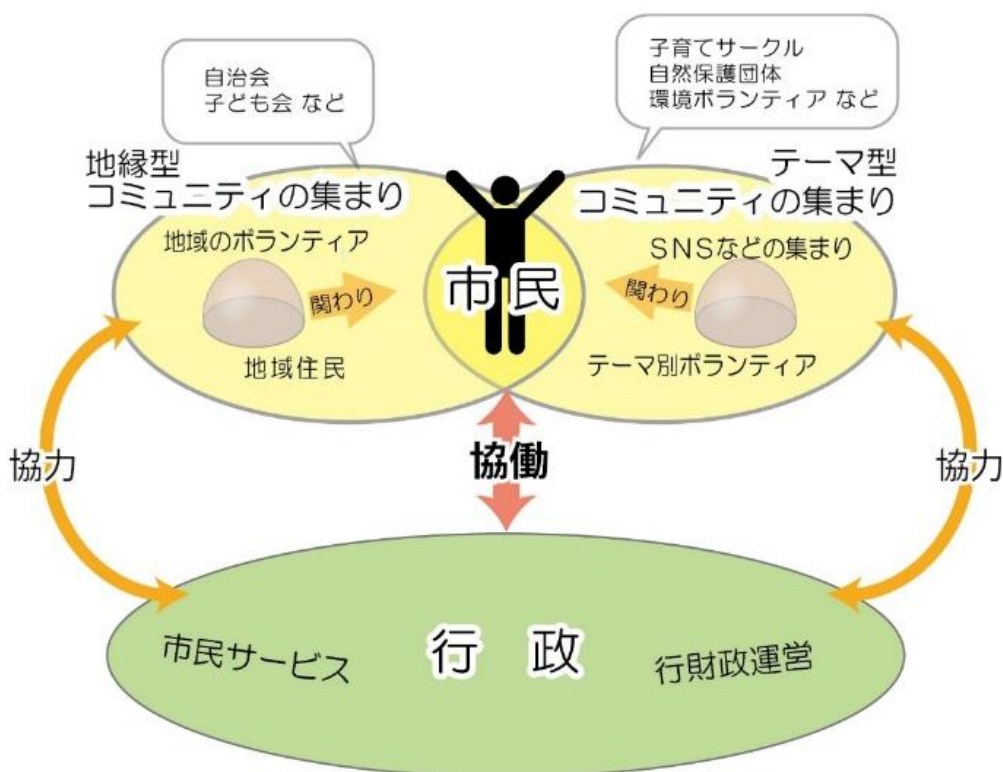 自治会
子ども会 など
子育てサークル
自然保護団体
環境ボランティア など
地縁型
コミュニティの集まり
テーマ型
コミュニティの集まり
地域のボランティア
関わり
地域住民
市民
SNSなどの集まり
関わり
テーマ別ボランティア
協力
協働
協力
市民サービス
行 政
行財政運営